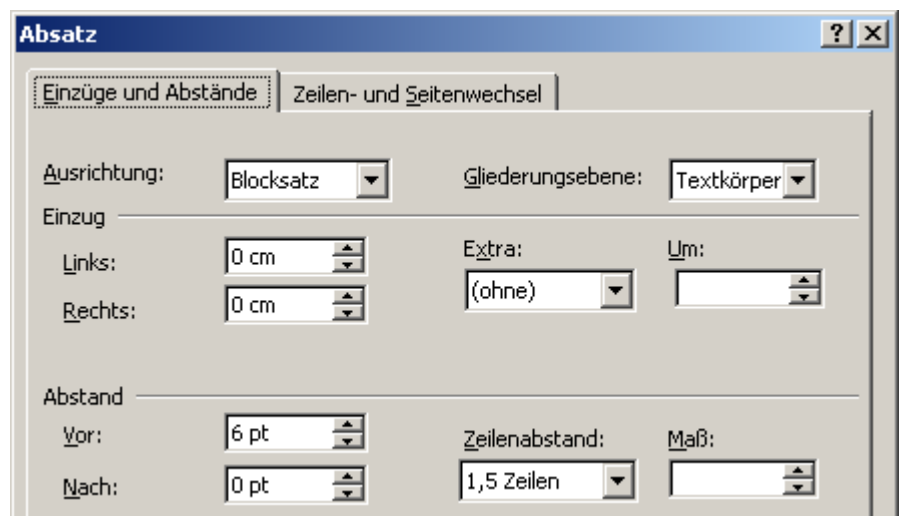 Absatz
Einzüge und Abstände Zeilen- und Seitenwechsel
Ausrichtung: Blocksatz Gliederungsebene: Textkörper
Einzug
Links: 0 cm Extra: Um:
Rechts: 0 cm (ohne)
Abstand
Vor: 6 pt Zeilenabstand: Maß:
Nach: 0 pt 1,5 Zeilen